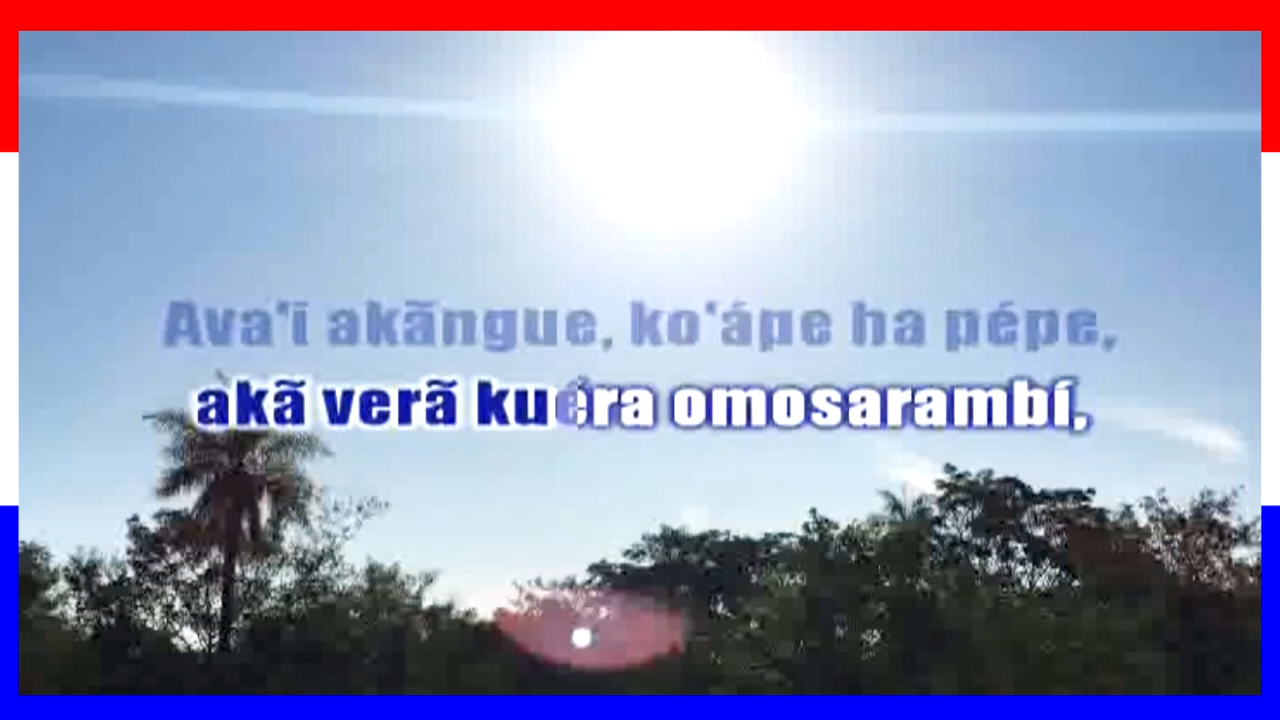 Ava'i akãngue, ko'ápe ha pépe,
akã verã kuéra omosarambí,